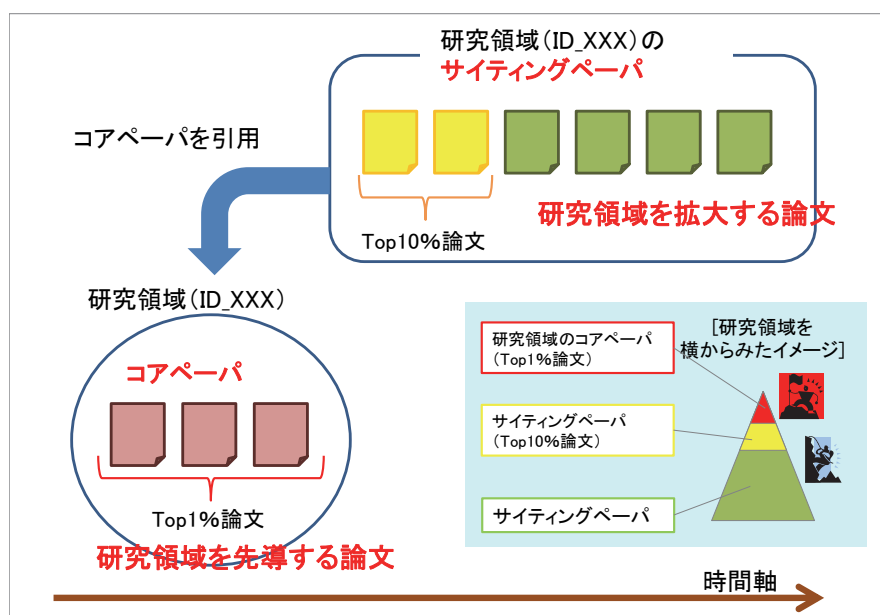 研究領域(ID_XXX)の
サイティングペーパ
コアペーパを引用
Top10%論文
研究領域を拡大する論文
研究領域(ID_XXX)
コアペーパ
Top1%論文
研究領域を先導する論文
[研究領域を
横からみたイメージ]
研究領域のコアペーパ
(Top1%論文)
サイティングペーパ
(Top10%論文)
サイティングペーパ
時間軸